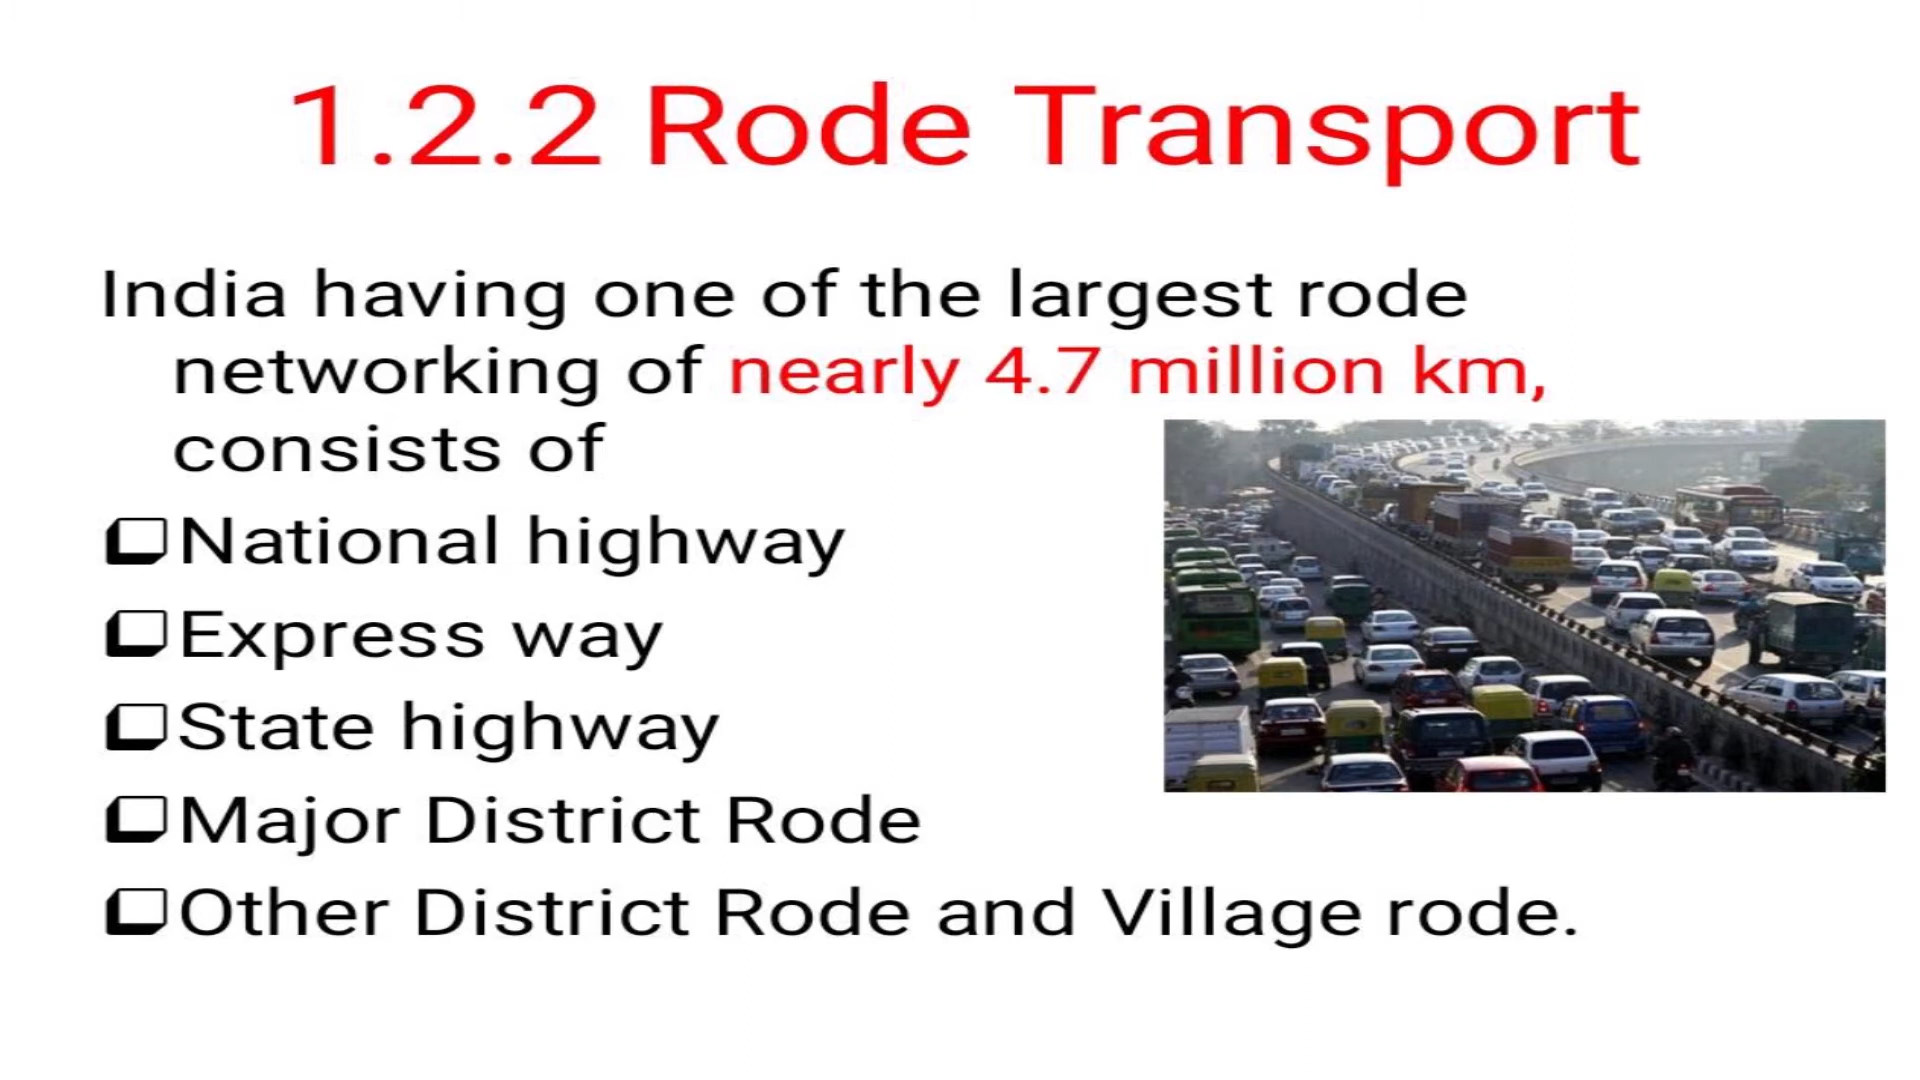 1.2.2 Rode Transport
India having one of the largest rode
networking of nearly 4.7 million km,
consists of
National highway
Express way
State highway
Major District Rode
Other District Rode and Village rode.